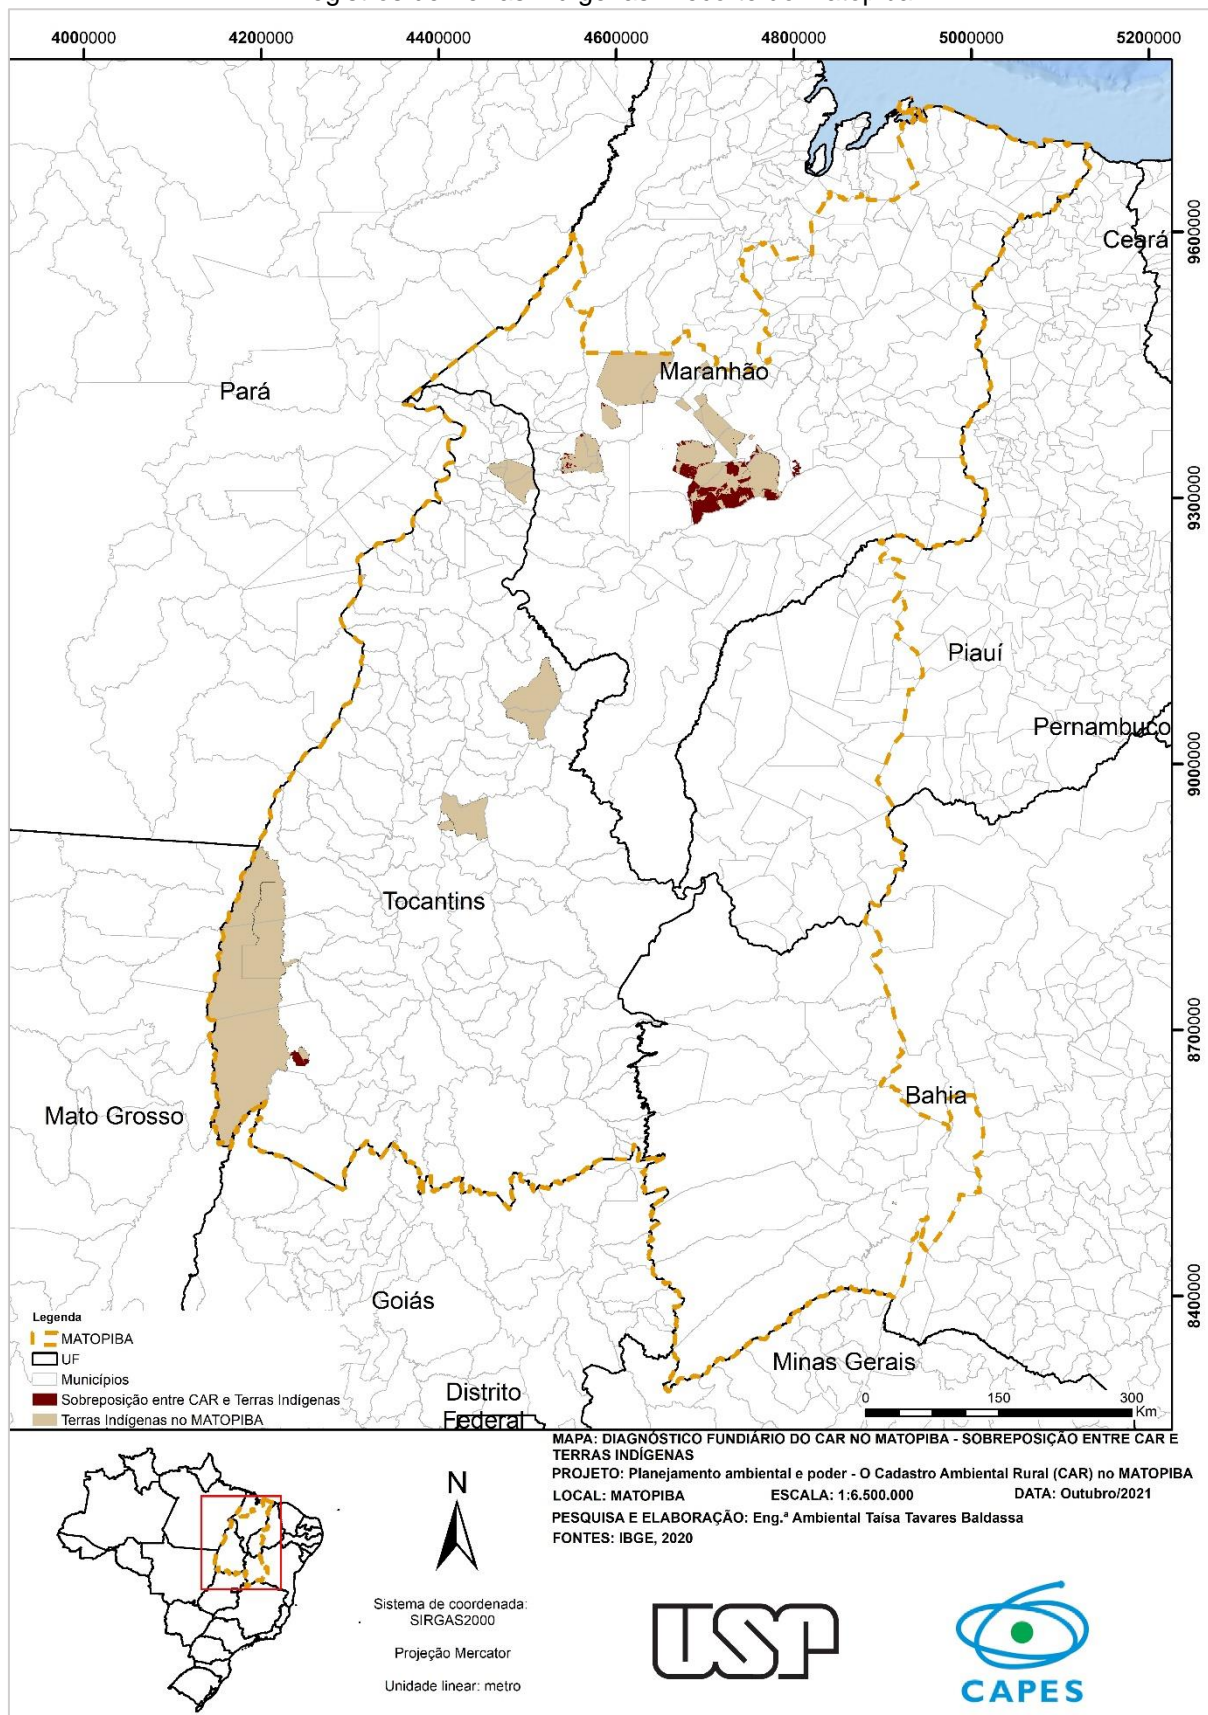 4000000 4200000 4400000 4600000 4800000 5000000 5200000
9600000
9300000
9000000
8700000
8400000
Ceará
Maranhão
Pará
Piauí
Pernambuco
Tocantins
Bahia
Mato Grosso
Goiás
Minas Gerais
Distrito
Federal
Legenda
MATOPIBA
UF
Municípios
Sobreposição entre CAR e Terras Indígenas
Terras Indígenas no MATOPIBA
0 150 300
Km
MAPA: DIAGNÓSTICO FUNDIÁRIO DO CAR NO MATOPIBA - SOBREPOSIÇÃO ENTRE CAR E
TERRAS INDÍGENAS
PROJETO: Planejamento ambiental e poder - O Cadastro Ambiental Rural (CAR) no MATOPIBA
LOCAL: MATOPIBA ESCALA: 1:6.500.000 DATA: Outubro/2021
PESQUISA E ELABORAÇÃO: Eng.ª Ambiental Taísa Tavares Baldassa
FONTES: IBGE, 2020
N
Sistema de coordenada:
SIRGAS2000
Projeção Mercator
Unidade linear: metro
USP
CAPES